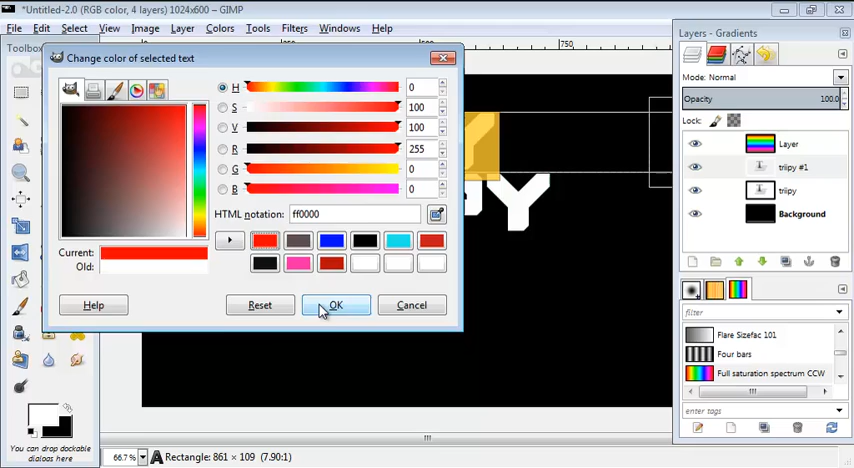 *Untitled-2.0 (RGB color, 4 layers) 1024x600 – GIMP
File Edit Select View Image Layer Colors Tools Filters Windows Help
Toolbox
750
Change color of selected text
H 0
S 100
V 100
R 255
G 0
B 0
HTML notation: ff0000
Current:
Old:
Help Reset OK Cancel
Y
You can drop dockable dialogs here
66.7% Rectangle: 861 × 109 (7.90:1)
Layers - Gradients
Mode: Normal
Opacity 100.0
Lock:
Layer
triipy #1
triipy
Background
filter
Flare Sizefac 101
Four bars
Full saturation spectrum CCW
enter tags